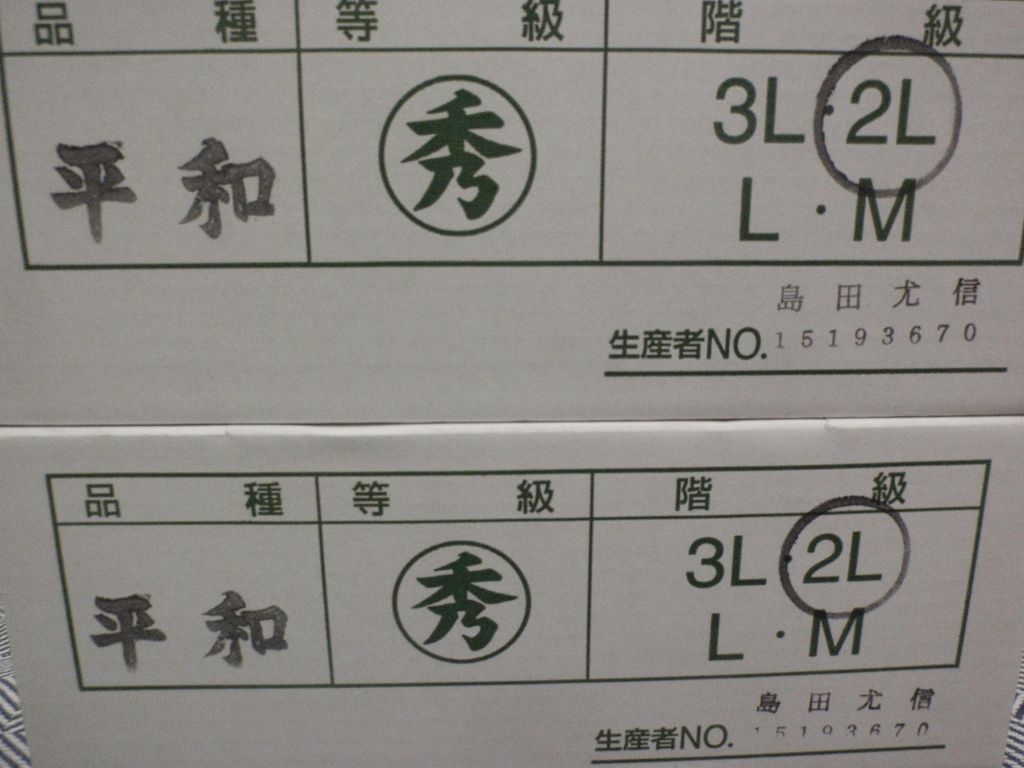 品種 等級 階級
平和 秀 3L・2L
L・M
島田尤信
生産者NO. 15193670
品種 等級 階級
平和 秀 3L・2L
L・M
島田尤信
生産者NO. 15193670